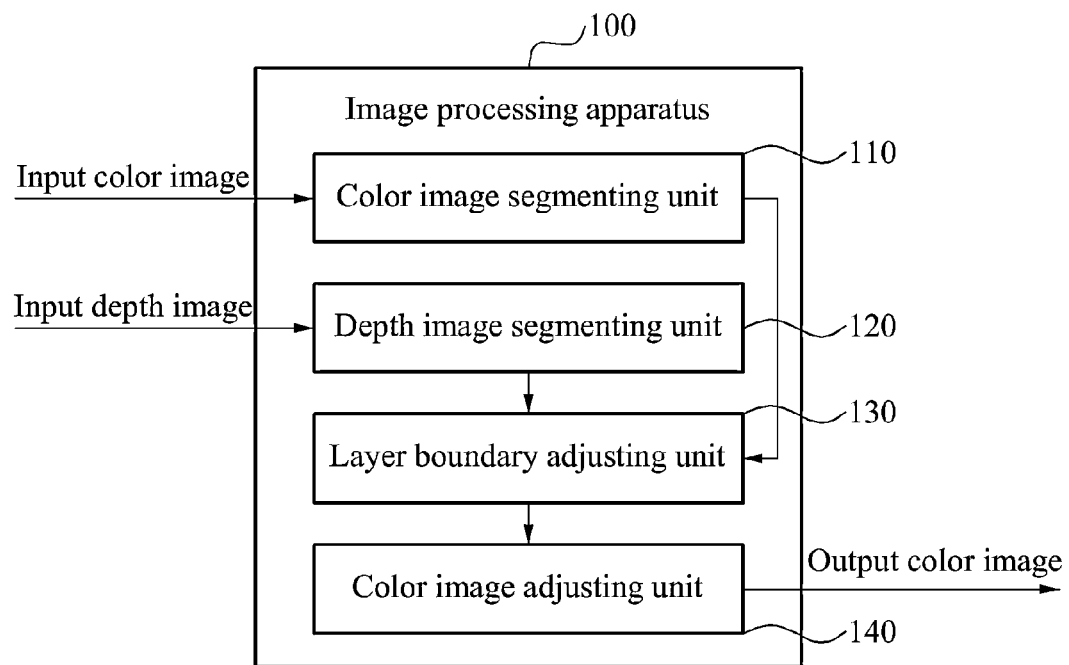 100
Image processing apparatus
110
Input color image
Color image segmenting unit
Input depth image
Depth image segmenting unit
120
130
Layer boundary adjusting unit
Output color image
Color image adjusting unit
140